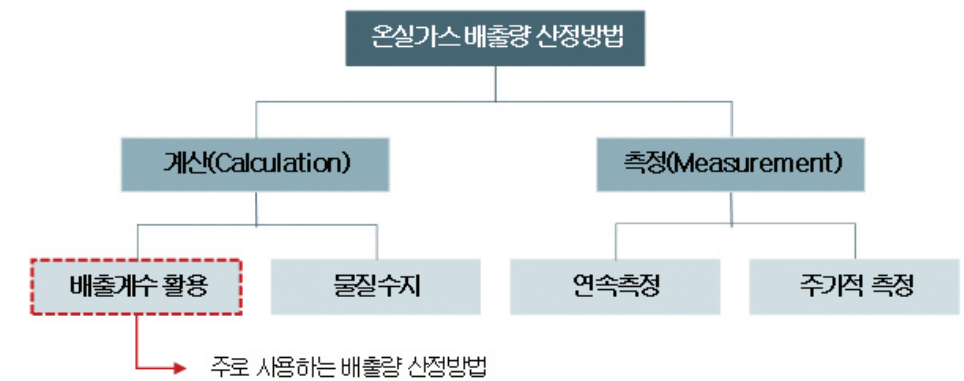 온실가스 배출량 산정방법
계산(Calculation)
측정(Measurement)
배출계수 활용
물질수지
연속측정
주기적 측정
주로 사용하는 배출량 산정방법